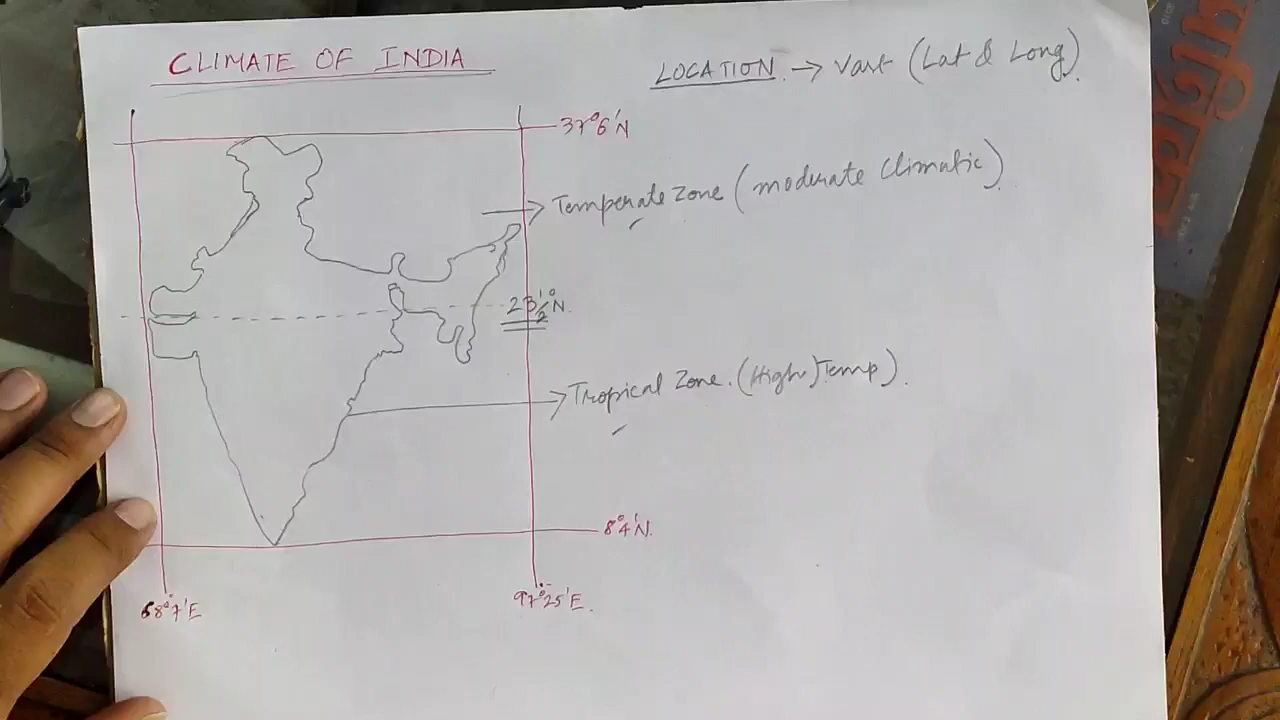 CLIMATE OF INDIA
LOCATION → Vast (Lat & Long)
37°6'N
Temperate Zone (moderate Climatic)
23½°N.
Tropical Zone. (High) Temp).
8°4'N.
68°7'E
97°25'E.